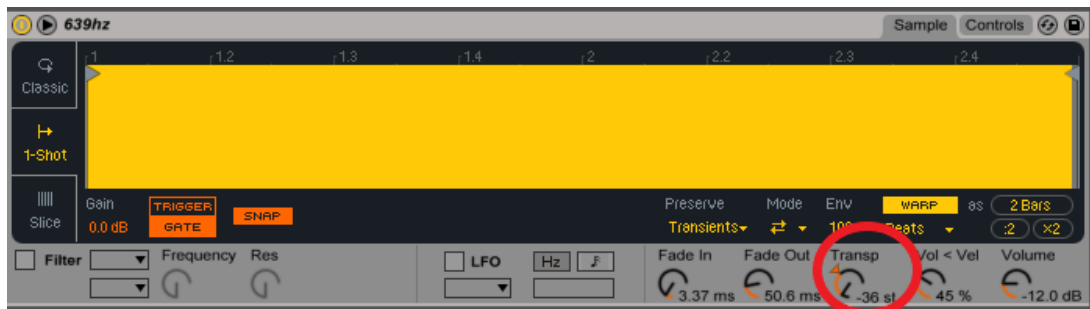 639hz Sample Controls
1 1.2 1.3 1.4 2 2.2 2.3 2.4
Classic
1-Shot
Slice
Gain TRIGGER SNAP Preserve Mode Env WARP as 2 Bars
0.0 dB GATE Transients 100 Beats :2 ×2
Filter Frequency Res LFO Hz Fade In Fade Out Transp Vol < Vel Volume
3.37 ms 50.6 ms -36 st 45 % -12.0 dB